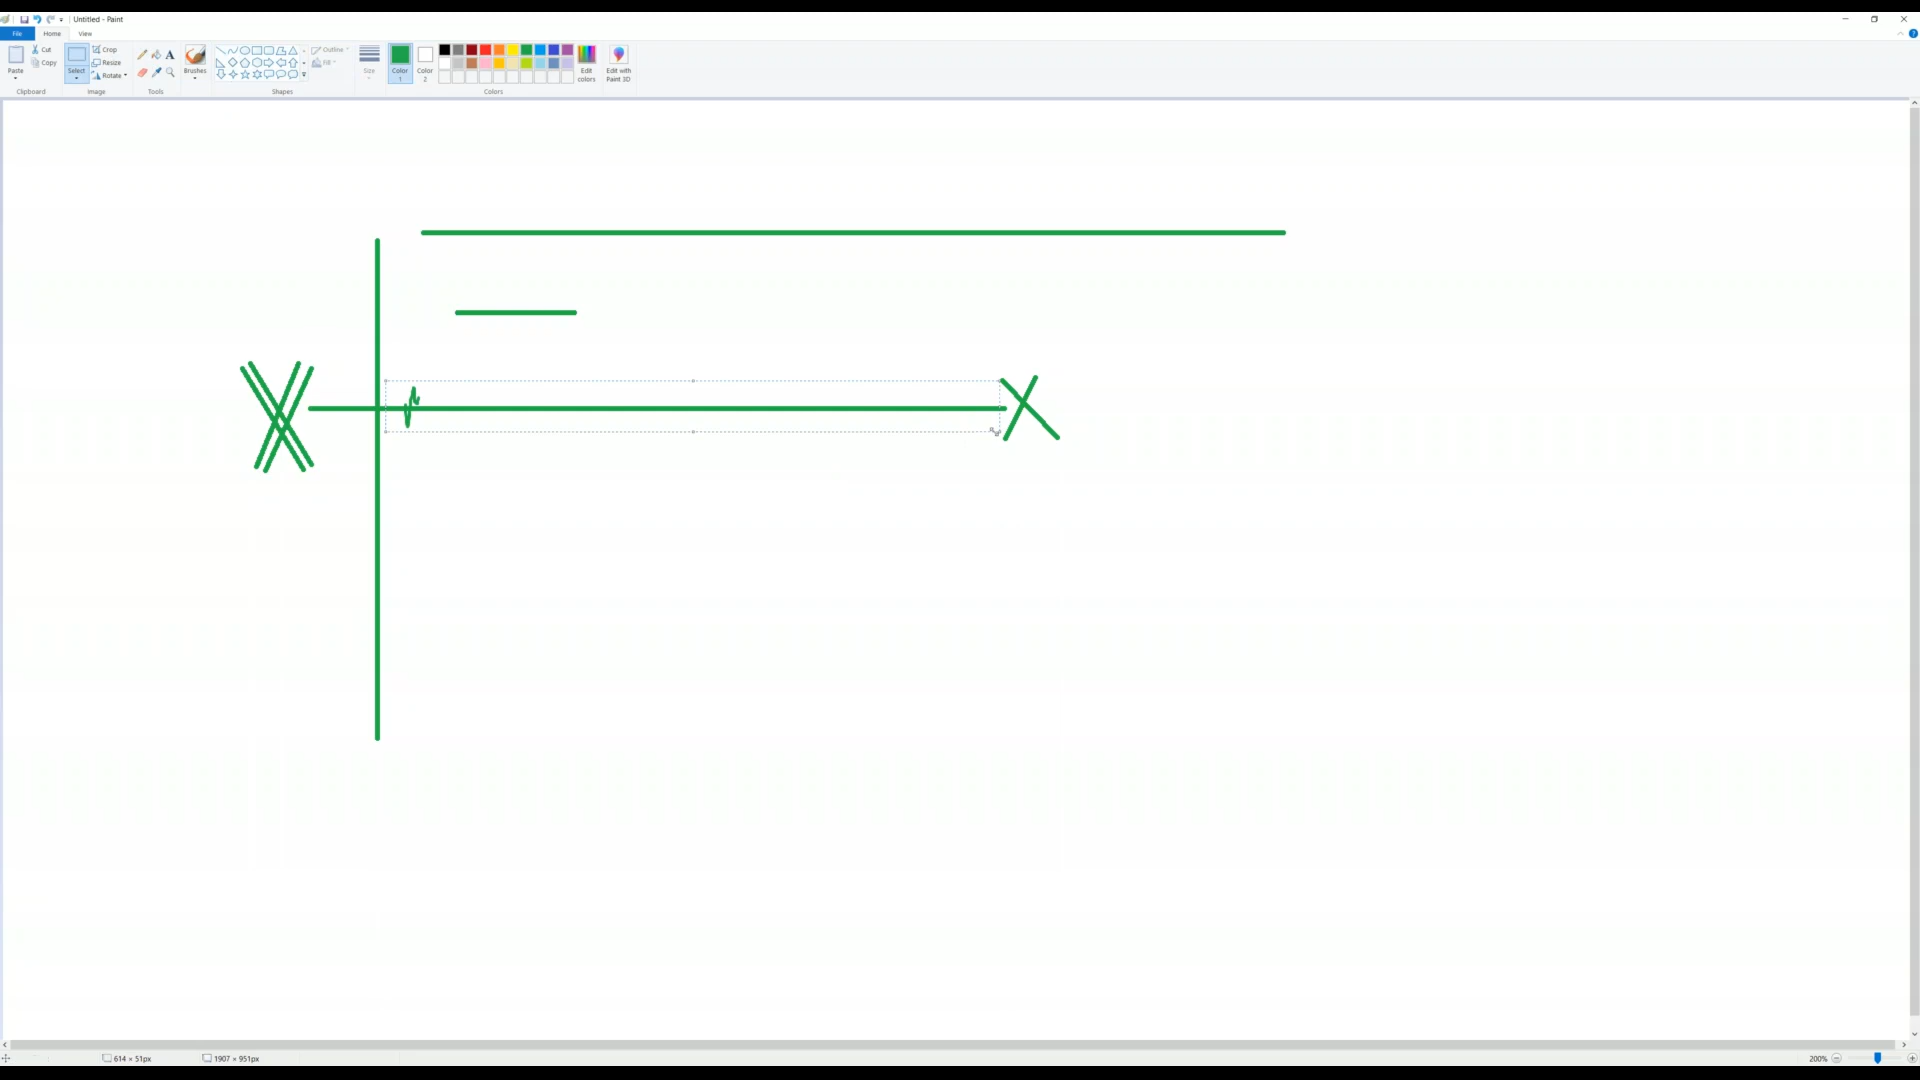 Untitled - Paint
File Home View
Paste
Cut
Copy
Clipboard
Select
Crop
Resize
Rotate
Image
A
Tools
Brushes
Outline
Fill
Shapes
Size
Color 1
Color 2
Edit colors
Colors
Edit with Paint 3D
614 × 51px
1907 × 951px
200%